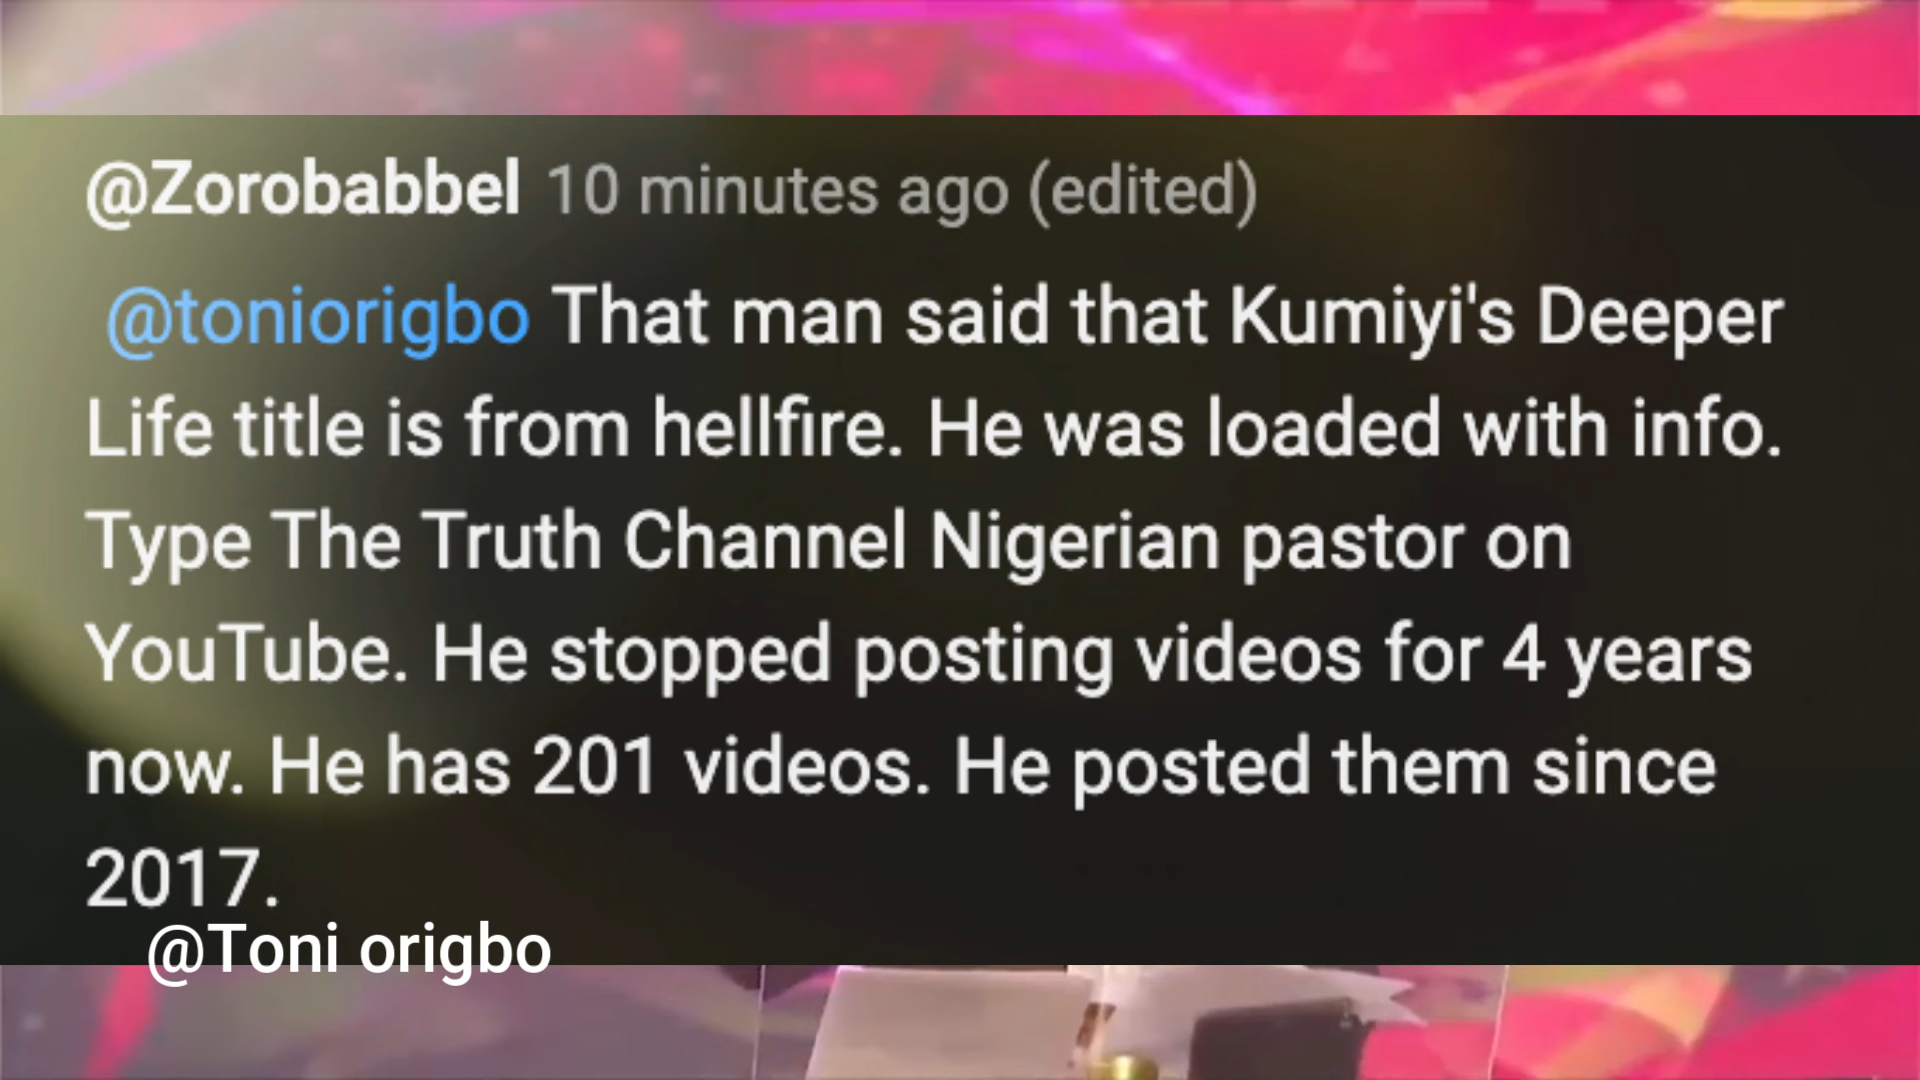 @Zorobabbel 10 minutes ago (edited)
@toniorigbo That man said that Kumiyi's Deeper
Life title is from hellfire. He was loaded with info.
Type The Truth Channel Nigerian pastor on
YouTube. He stopped posting videos for 4 years
now. He has 201 videos. He posted them since
2017.
@Toni origbo